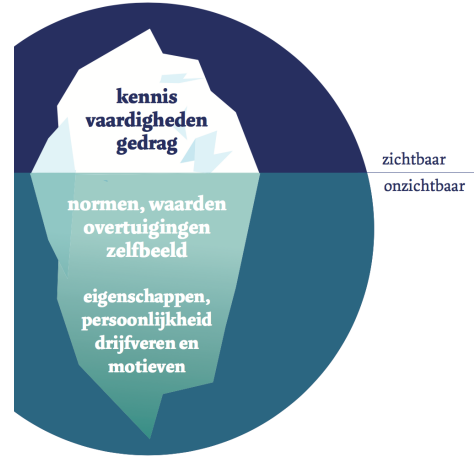 kennis
vaardigheden
gedrag
zichtbaar
onzichtbaar
normen, waarden
overtuigingen
zelfbeeld
eigenschappen,
persoonlijkheid
drijfveren en
motieven